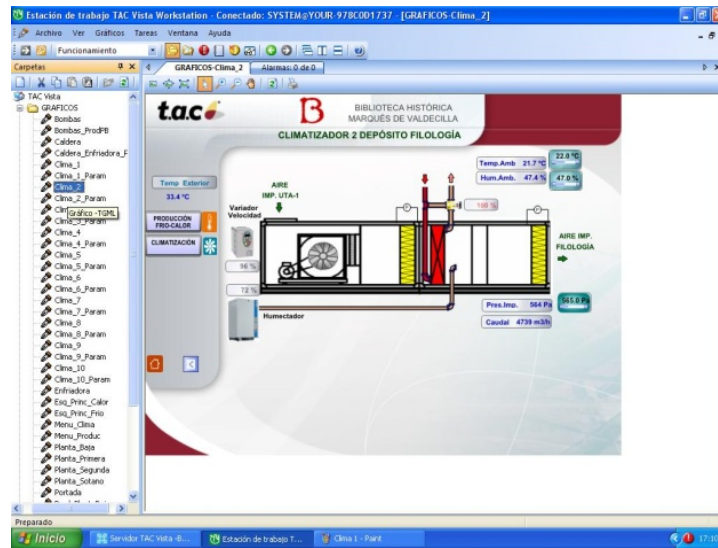 Estación de trabajo TAC Vista Workstation - Conectado: SYSTEM@YOUR-978C0D1737 - [GRAFICOS-Clima_2]
Archivo Ver Gráficos Tareas Ventana Ayuda
Funcionamiento
Carpetas
GRAFICOS-Clima_2 Alarmas: 0 de 0
TAC Vista
GRAFICOS
Bombas
Bombas_ProdFB
Caldera
Caldera_Enfriadora_F
Clima_1
Clima_1_Param
Clima_2
Clima_2_Param
Gráfico - TGML
Clima_3_Param
Clima_4
Clima_4_Param
Clima_5
Clima_5_Param
Clima_6
Clima_6_Param
Clima_7
Clima_7_Param
Clima_8
Clima_8_Param
Clima_9
Clima_9_Param
Clima_10
Clima_10_Param
Enfriadora
Esq_Princ_Calor
Esq_Princ_Frio
Menu_Clima
Menu_Produc
Planta_Baja
Planta_Primera
Planta_Segunda
Planta_Sotano
Portada
t.a.c
B
BIBLIOTECA HISTÓRICA
MARQUÉS DE VALDECILLA
CLIMATIZADOR 2 DEPÓSITO FILOLOGÍA
Temp Exterior
33.4 ºC
PRODUCCIÓN
FRIO-CALOR
CLIMATIZACIÓN
AIRE
IMP. UTA-1
Variador
Velocidad
96 %
72 %
Humectador
100 %
Temp.Amb 21.7 ºC
22.0 ºC
Hum.Amb. 47.4 %
47.0 %
AIRE IMP.
FILOLOGÍA
Pres.Imp. 564 Pa
565.0 Pa
Caudal 4739 m3/h
Preparado
Inicio
Servidor TAC Vista -B...
Estación de trabajo T...
Clima 1 - Paint
17:10